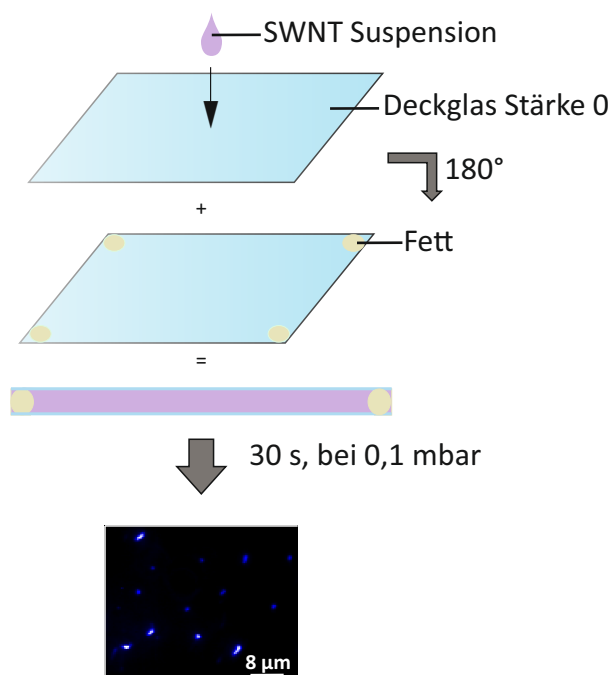 SWNT Suspension
Deckglas Stärke 0
180°
+
Fett
=
30 s, bei 0,1 mbar
8 µm